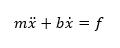 mẍ + bẋ = f